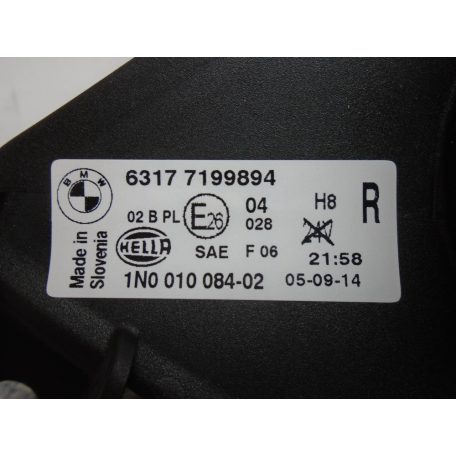 BMW
Made in
Slovenia
6317 7199894
02 B PL
E26
04
028
H8
R
HELLA
SAE F 06
24V
21:58
1N0 010 084-02
05-09-14